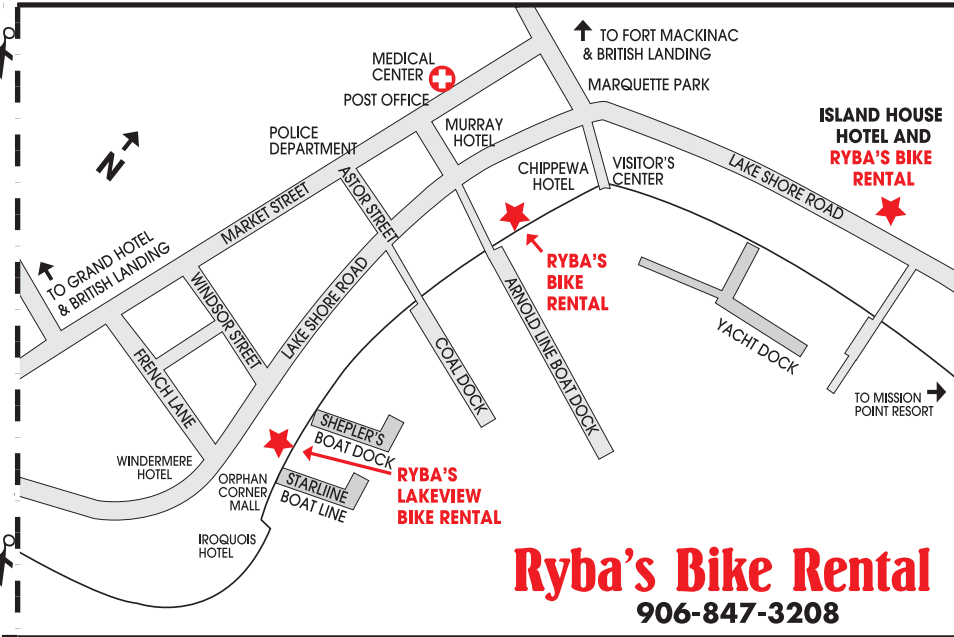 TO FORT MACKINAC
& BRITISH LANDING
MEDICAL
CENTER
POST OFFICE
MARQUETTE PARK
ISLAND HOUSE
HOTEL AND
RYBA'S BIKE
RENTAL
POLICE
DEPARTMENT
MURRAY
HOTEL
N
CHIPPEWA
HOTEL
VISITOR'S
CENTER
LAKE SHORE ROAD
MARKET STREET
ASTOR STREET
TO GRAND HOTEL
& BRITISH LANDING
WINDSOR STREET
LAKE SHORE ROAD
RYBA'S
BIKE
RENTAL
ARNOLD LINE BOAT DOCK
YACHT DOCK
FRENCH LANE
COAL DOCK
TO MISSION
POINT RESORT
SHEPLER'S
BOAT DOCK
WINDERMERE
HOTEL
ORPHAN
CORNER
MALL
STARLIINE
BOAT LINE
RYBA'S
LAKEVIEW
BIKE RENTAL
IROQUOIS
HOTEL
Ryba's Bike Rental
906-847-3208